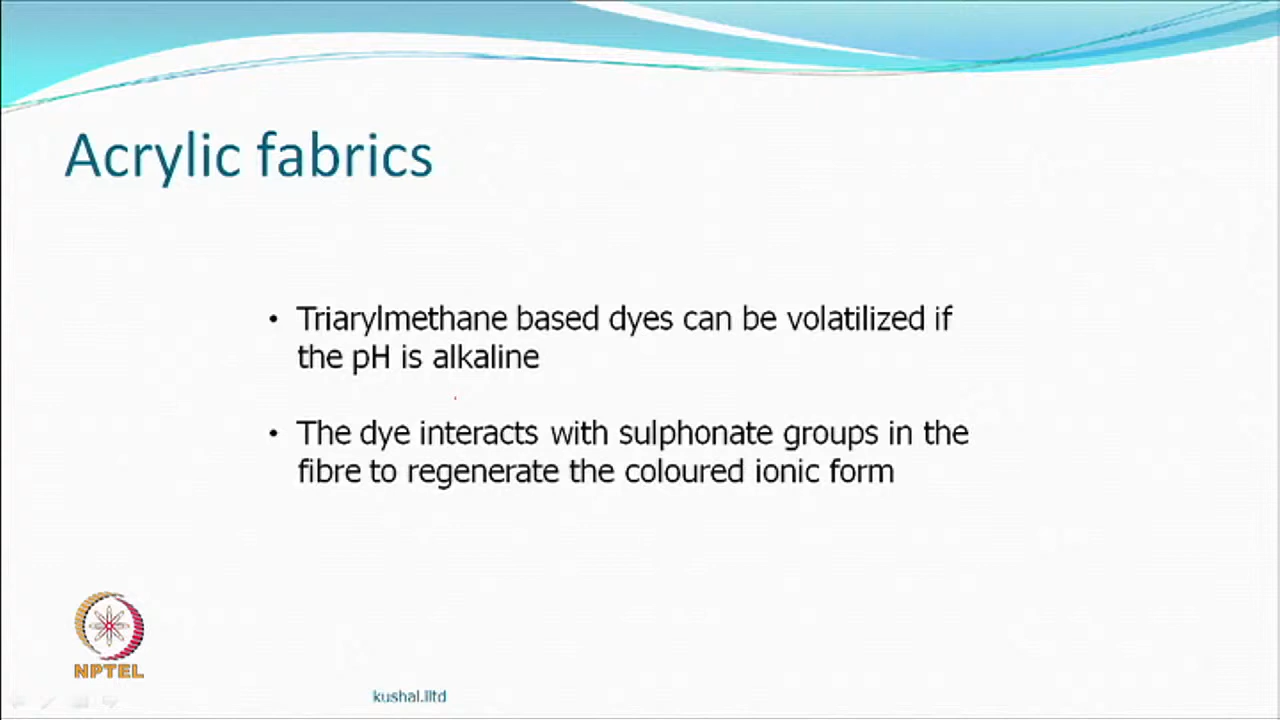 Acrylic fabrics
• Triarylmethane based dyes can be volatilized if
the pH is alkaline
• The dye interacts with sulphonate groups in the
fibre to regenerate the coloured ionic form
NPTEL
kushal.iitd